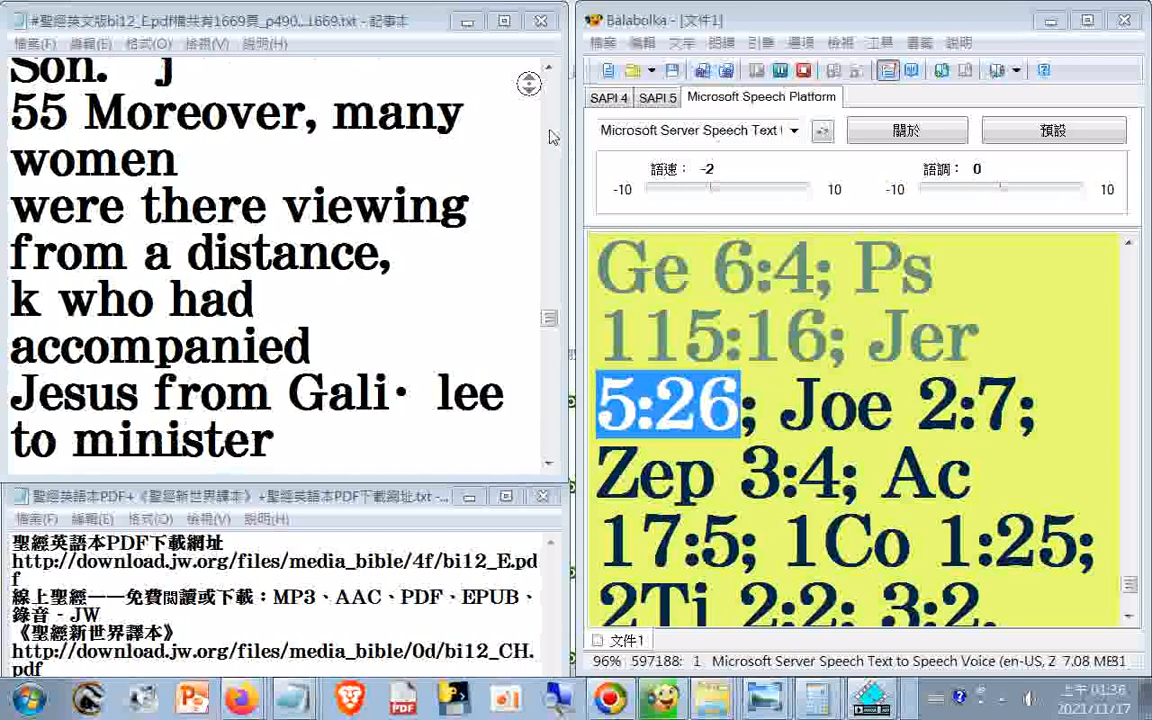 #聖經英文版bi12_E.pdf檔共有1669頁_p490...1669.txt - 記事本
檔案(F) 編輯(E) 格式(O) 檢視(V) 說明(H)
Son. j
55 Moreover, many
women
were there viewing
from a distance,
k who had
accompanied
Jesus from Gali· lee
to minister
聖經英語本PDF+《聖經新世界譯本》+聖經英語本PDF下載網址.txt -...
檔案(F) 編輯(E) 格式(O) 檢視(V) 說明(H)
聖經英語本PDF下載網址
http://download.jw.org/files/media_bible/4f/bi12_E.pd
f
線上聖經——免費閱讀或下載：MP3、AAC、PDF、EPUB、
錄音 - JW
《聖經新世界譯本》
http://download.jw.org/files/media_bible/0d/bi12_CH.
pdf
Balabolka - [文件1]
檔案 編輯 文字 朗讀 引擎 選項 檢視 工具 書籤 說明
SAPI 4 SAPI 5 Microsoft Speech Platform
Microsoft Server Speech Text 關於 預設
語速： -2 語調： 0
-10 10 -10 10
Ge 6:4; Ps
115:16; Jer
5:26; Joe 2:7;
Zep 3:4; Ac
17:5; 1Co 1:25;
2Ti 2:2; 3:2.
文件1
96% 597188: 1 Microsoft Server Speech Text to Speech Voice (en-US, Z 7.08 MB
上午 01:36
2021/11/17